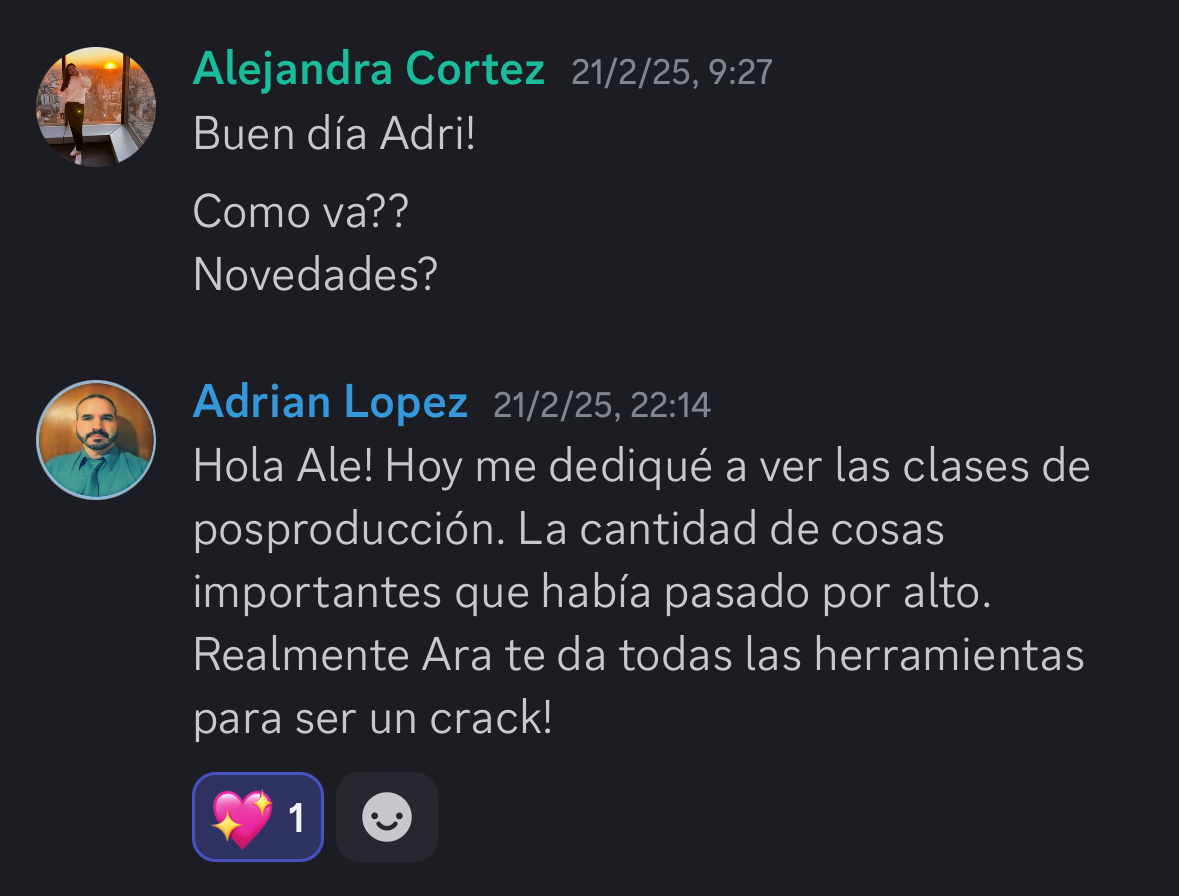 Alejandra Cortez 21/2/25, 9:27
Buen día Adri!
Como va??
Novedades?
Adrian Lopez 21/2/25, 22:14
Hola Ale! Hoy me dediqué a ver las clases de
posproducción. La cantidad de cosas
importantes que había pasado por alto.
Realmente Ara te da todas las herramientas
para ser un crack!
1